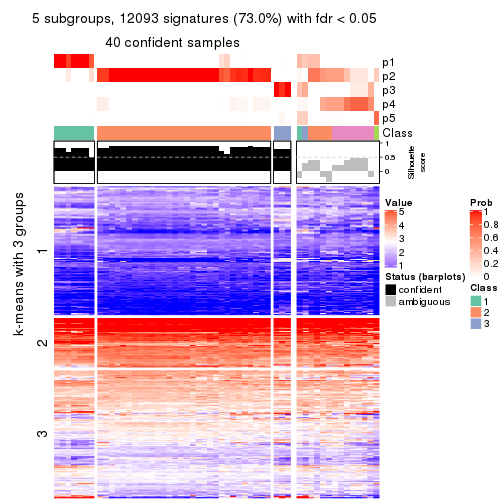 5 subgroups, 12093 signatures (73.0%) with fdr < 0.05
40 confident samples
p1
p2
p3
p4
p5
Class
1
0.5
0
Silhouette
score
k-means with 3 groups
1
2
3
Value
5
4
3
2
1
Prob
1
0.8
0.6
0.4
0.2
0
Status (barplots)
confident
ambiguous
Class
1
2
3